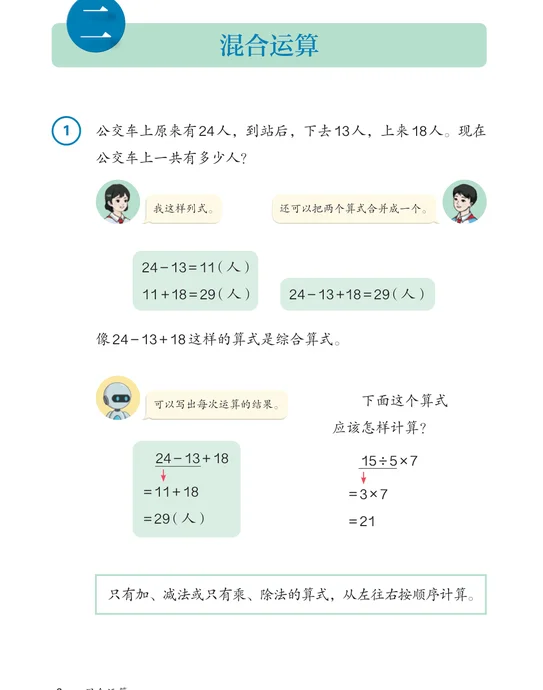 二
混合运算
1 公交车上原来有24人，到站后，下去13人，上来18人。现在
公交车上一共有多少人？
我这样列式。
还可以把两个算式合并成一个。
24－13＝11（人）
11＋18＝29（人）
24－13＋18＝29（人）
像24－13＋18这样的算式是综合算式。
可以写出每次运算的结果。
下面这个算式
应该怎样计算？
24－13＋18
＝11＋18
＝29（人）
15÷5×7
＝3×7
＝21
只有加、减法或只有乘、除法的算式，从左往右按顺序计算。